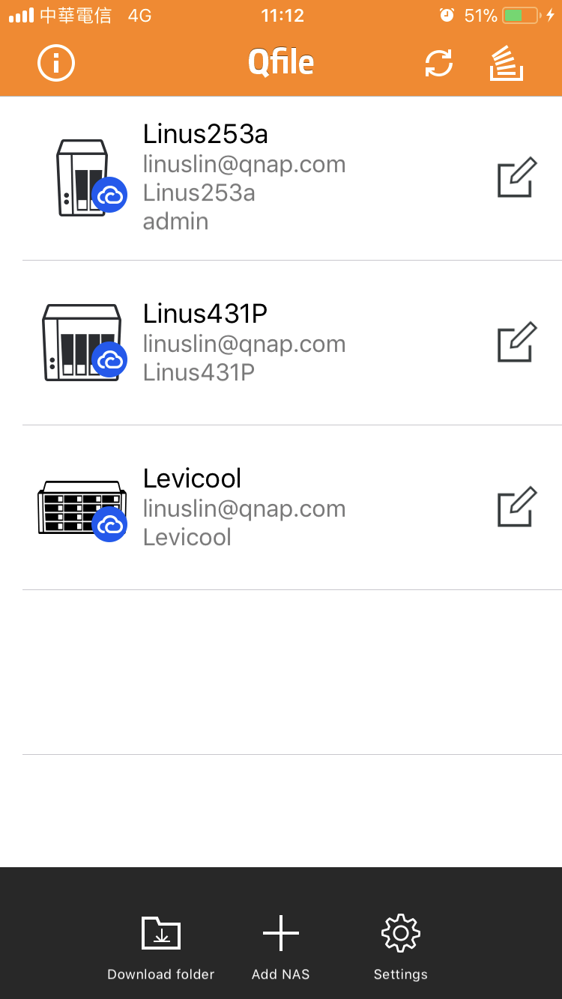 中華電信 4G 11:12 51%
Qfile
Linus253a
linuslin@qnap.com
Linus253a
admin
Linus431P
linuslin@qnap.com
Linus431P
Levicool
linuslin@qnap.com
Levicool
Download folder Add NAS Settings